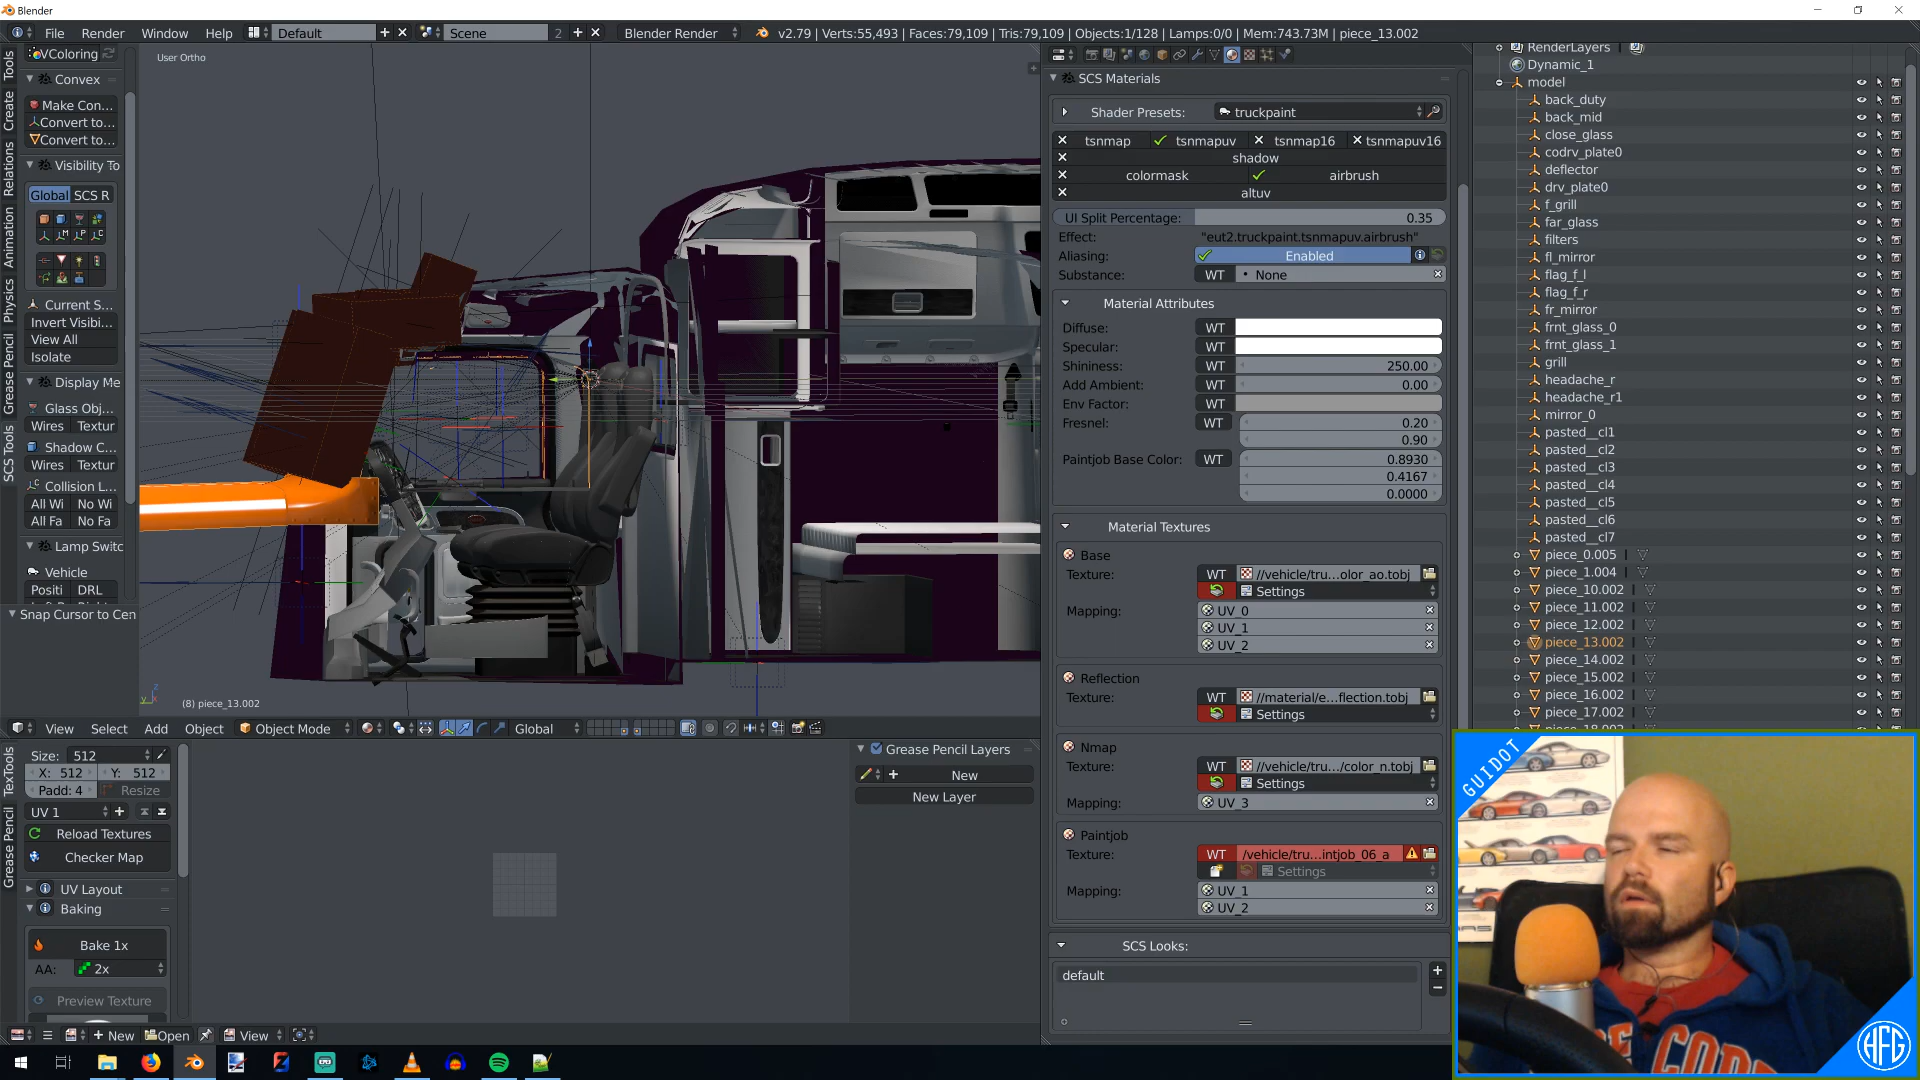 Blender
File Render Window Help Default Scene 2 Blender Render v2.79 | Verts:55,493 | Faces:79,109 | Tris:79,109 | Objects:1/128 | Lamps:0/0 | Mem:743.73M | piece_13.002
Tools
Create
Relations
Animation
Physics
Grease Pencil
SCS Tools
VColoring
Convex
Make Con...
Convert to...
Convert to...
Visibility To
Global SCS R
Current S...
Invert Visibi...
View All
Isolate
Display Me
Glass Obj...
Wires Textur
Shadow C...
Wires Textur
Collision L...
All Wi No Wi
All Fa No Fa
Lamp Switc
Vehicle
Positi DRL
Snap Cursor to Cen
User Ortho
(8) piece_13.002
View Select Add Object Object Mode Global
SCS Materials
Shader Presets: truckpaint
tsnmap tsnmapuv tsnmap16 tsnmapuv16
shadow
colormask airbrush
altuv
UI Split Percentage: 0.35
Effect: "eut2.truckpaint.tsnmapuv.airbrush"
Aliasing: Enabled
Substance: WT None
Material Attributes
Diffuse: WT
Specular: WT
Shininess: WT 250.00
Add Ambient: WT 0.00
Env Factor: WT
Fresnel: WT 0.20
0.90
Paintjob Base Color: WT 0.8930
0.4167
0.0000
Material Textures
Base
Texture: WT //vehicle/tru...olor_ao.tobj
Settings
Mapping: UV_0
UV_1
UV_2
Reflection
Texture: WT //material/e...flection.tobj
Settings
Nmap
Texture: WT //vehicle/tru.../color_n.tobj
Settings
Mapping: UV_3
Paintjob
Texture: WT /vehicle/tru...intjob_06_a
Settings
Mapping: UV_1
UV_2
SCS Looks:
default
RenderLayers
Dynamic_1
model
back_duty
back_mid
close_glass
codrv_plate0
deflector
drv_plate0
f_grill
far_glass
filters
fl_mirror
flag_f_l
flag_f_r
fr_mirror
frnt_glass_0
frnt_glass_1
grill
headache_r
headache_r1
mirror_0
pasted__cl1
pasted__cl2
pasted__cl3
pasted__cl4
pasted__cl5
pasted__cl6
pasted__cl7
piece_0.005
piece_1.004
piece_10.002
piece_11.002
piece_12.002
piece_13.002
piece_14.002
piece_15.002
piece_16.002
piece_17.002
TexTools
Grease Pencil
Size: 512
X: 512 Y: 512
Padd: 4 Resize
UV 1
Reload Textures
Checker Map
UV Layout
Baking
Bake 1x
AA: 2x
Preview Texture
Grease Pencil Layers
New
New Layer
New Open View
GUIDOT
HFG